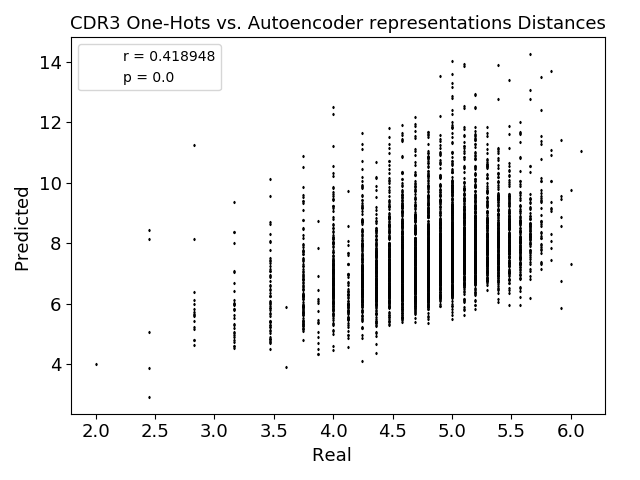 CDR3 One-Hots vs. Autoencoder representations Distances
r = 0.418948
p = 0.0
14
12
10
8
6
4
Predicted
2.0 2.5 3.0 3.5 4.0 4.5 5.0 5.5 6.0
Real